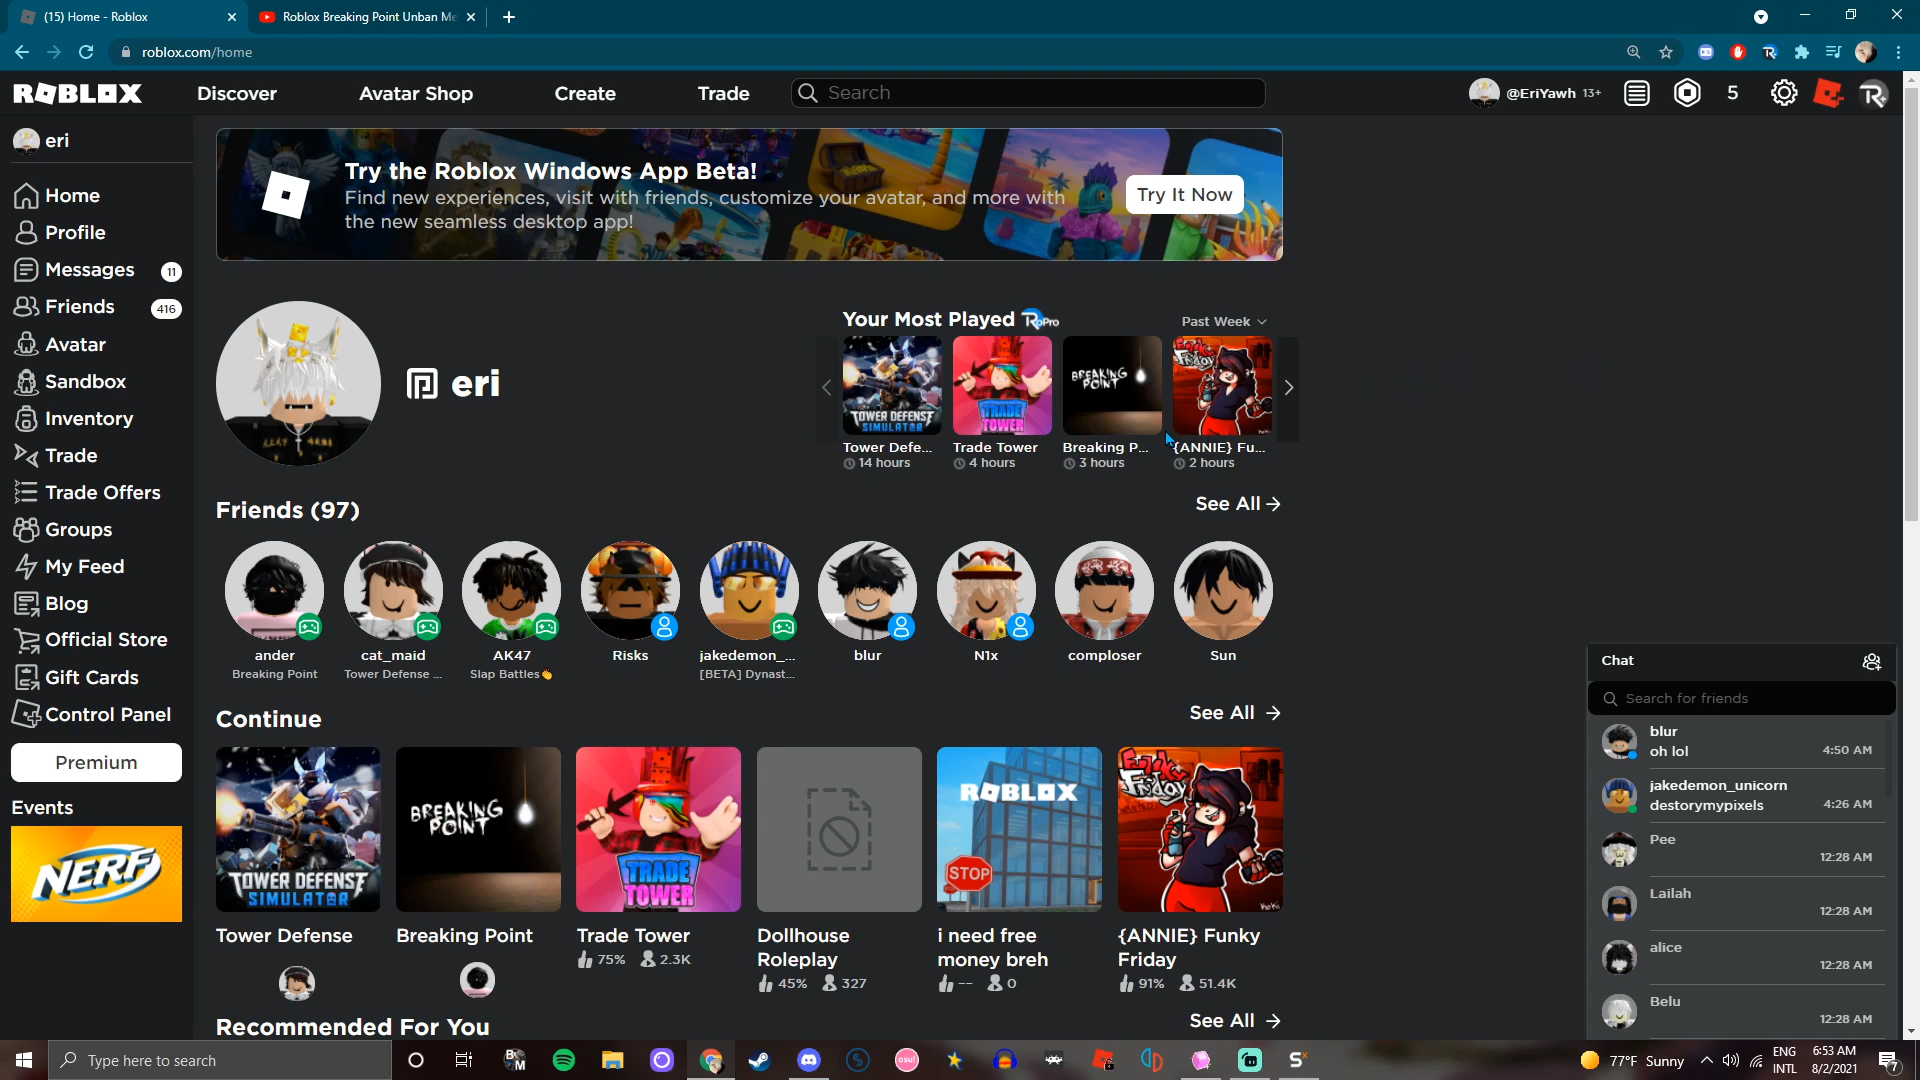 (15) Home - Roblox
Roblox Breaking Point Unban Me
roblox.com/home
ROBLOX
Discover
Avatar Shop
Create
Trade
Search
@EriYawh 13+
5
eri
Home
Profile
Messages 11
Friends 416
Avatar
Sandbox
Inventory
Trade
Trade Offers
Groups
My Feed
Blog
Official Store
Gift Cards
Control Panel
Premium
Events
NERF
Try the Roblox Windows App Beta!
Find new experiences, visit with friends, customize your avatar, and more with
the new seamless desktop app!
Try It Now
eri
Your Most Played RoPro
Past Week
TOWER DEFENSE
SIMULATOR
TRADE
TOWER
BREAKING
POINT
Funky
Friday
Tower Defe...
14 hours
Trade Tower
4 hours
Breaking P...
3 hours
{ANNIE} Fu...
2 hours
Friends (97)
See All
ander
Breaking Point
cat_maid
Tower Defense ...
AK47
Slap Battles👏
Risks
jakedemon_...
[BETA] Dynast...
blur
N1x
comploser
Sun
Continue
See All
TOWER DEFENSE
SIMULATOR
BREAKING
POINT
TRADE
TOWER
ROBLOX
STOP
Funky
Friday
Tower Defense
Breaking Point
Trade Tower
75% 2.3K
Dollhouse
Roleplay
45% 327
i need free
money breh
-- 0
{ANNIE} Funky
Friday
91% 51.4K
Recommended For You
See All
Chat
Search for friends
blur
oh lol
4:50 AM
jakedemon_unicorn
destorymypixels
4:26 AM
Pee
12:28 AM
Lailah
12:28 AM
alice
12:28 AM
Belu
12:28 AM
Type here to search
osu!
77°F Sunny
ENG
INTL
6:53 AM
8/2/2021
7